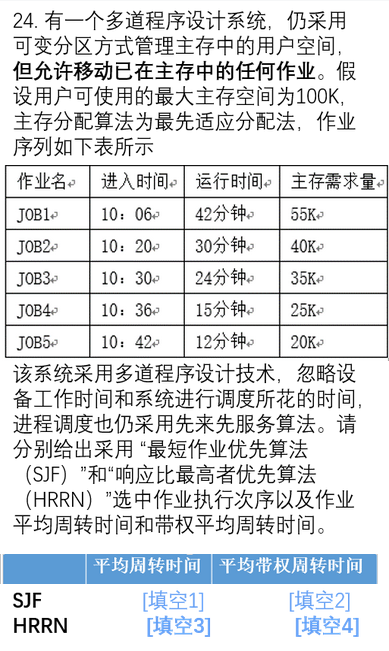 24. 有一个多道程序设计系统，仍采用
可变分区方式管理主存中的用户空间，
但允许移动已在主存中的任何作业。假
设用户可使用的最大主存空间为100K，
主存分配算法为最先适应分配法，作业
序列如下表所示
作业名 进入时间 运行时间 主存需求量
JOB1 10：06 42分钟 55K
JOB2 10：20 30分钟 40K
JOB3 10：30 24分钟 35K
JOB4 10：36 15分钟 25K
JOB5 10：42 12分钟 20K
该系统采用多道程序设计技术，忽略设
备工作时间和系统进行调度所花的时间，
进程调度也仍采用先来先服务算法。请
分别给出采用 “最短作业优先算法
（SJF）”和“响应比最高者优先算法
（HRRN）”选中作业执行次序以及作业
平均周转时间和带权平均周转时间。
平均周转时间 平均带权周转时间
SJF [填空1] [填空2]
HRRN [填空3] [填空4]